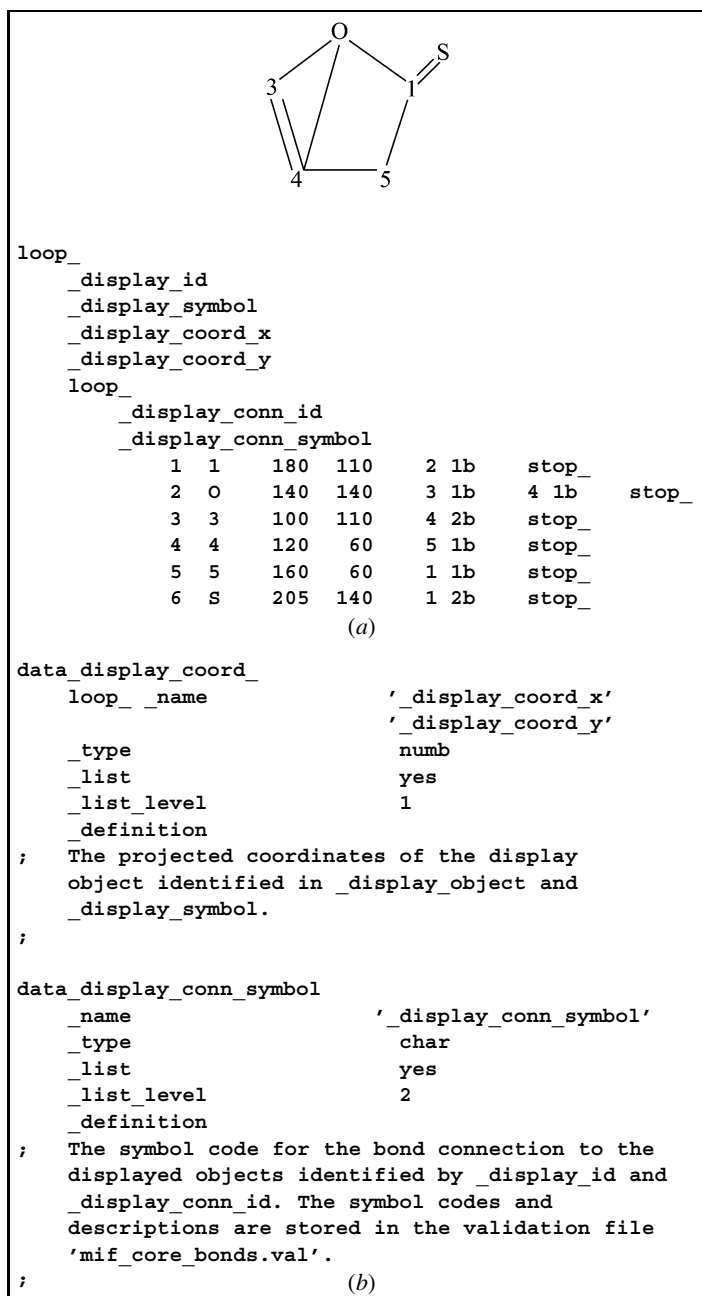 O
S
3
1
4
5
loop_
_display_id
_display_symbol
_display_coord_x
_display_coord_y
loop_
_display_conn_id
_display_conn_symbol
1 1 180 110 2 1b stop_
2 O 140 140 3 1b 4 1b stop_
3 3 100 110 4 2b stop_
4 4 120 60 5 1b stop_
5 5 160 60 1 1b stop_
6 S 205 140 1 2b stop_
(a)
data_display_coord_
loop_ _name ’_display_coord_x’
’_display_coord_y’
_type numb
_list yes
_list_level 1
_definition
; The projected coordinates of the display
object identified in _display_object and
_display_symbol.
;
data_display_conn_symbol
_name ’_display_conn_symbol’
_type char
_list yes
_list_level 2
_definition
; The symbol code for the bond connection to the
displayed objects identified by _display_id and
_display_conn_id. The symbol codes and
descriptions are stored in the validation file
’mif_core_bonds.val’.
; (b)